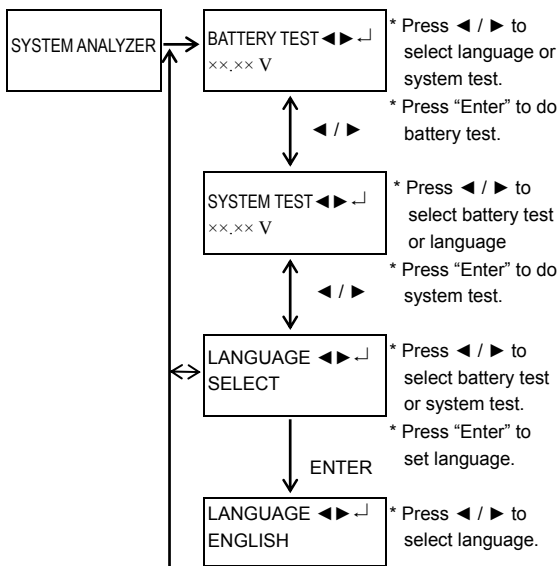 SYSTEM ANALYZER
BATTERY TEST ◄► ↵
××.×× V
* Press ◄ / ► to
select language or
system test.
* Press “Enter” to do
battery test.
◄ / ►
SYSTEM TEST ◄► ↵
××.×× V
* Press ◄ / ► to
select battery test
or language
* Press “Enter” to do
system test.
◄ / ►
LANGUAGE ◄► ↵
SELECT
* Press ◄ / ► to
select battery test
or system test.
* Press “Enter” to
set language.
ENTER
LANGUAGE ◄► ↵
ENGLISH
* Press ◄ / ► to
select language.